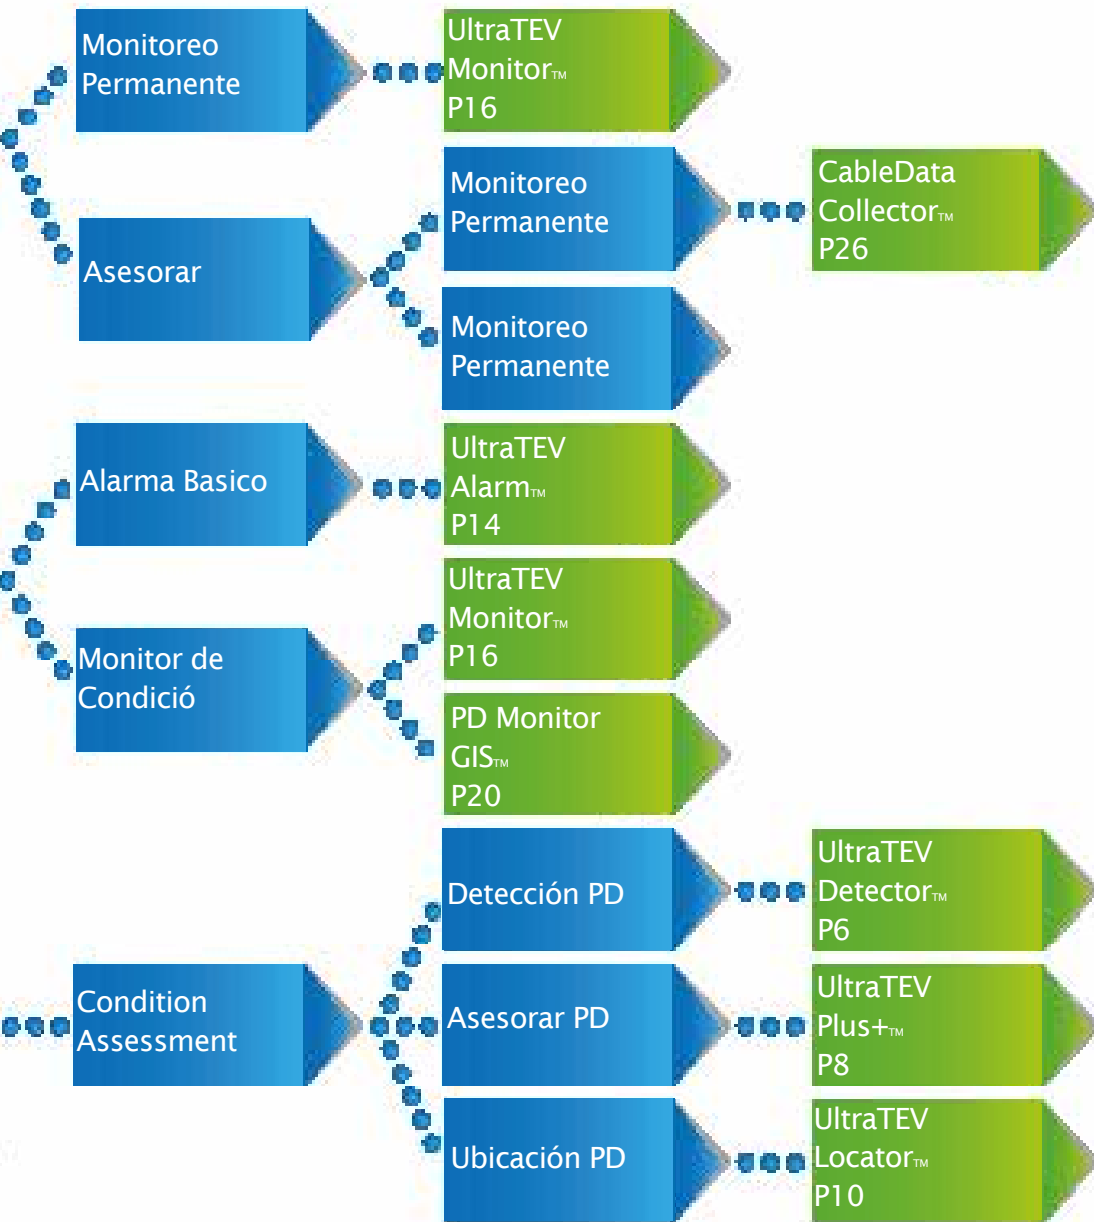 Monitoreo
Permanente
UltraTEV
Monitor™
P16
Asesorar
Monitoreo
Permanente
CableData
Collector™
P26
Monitoreo
Permanente
Alarma Basico
UltraTEV
Alarm™
P14
Monitor de
Condició
UltraTEV
Monitor™
P16
PD Monitor
GIS™
P20
Condition
Assessment
Detección PD
UltraTEV
Detector™
P6
Asesorar PD
UltraTEV
Plus+™
P8
Ubicación PD
UltraTEV
Locator™
P10